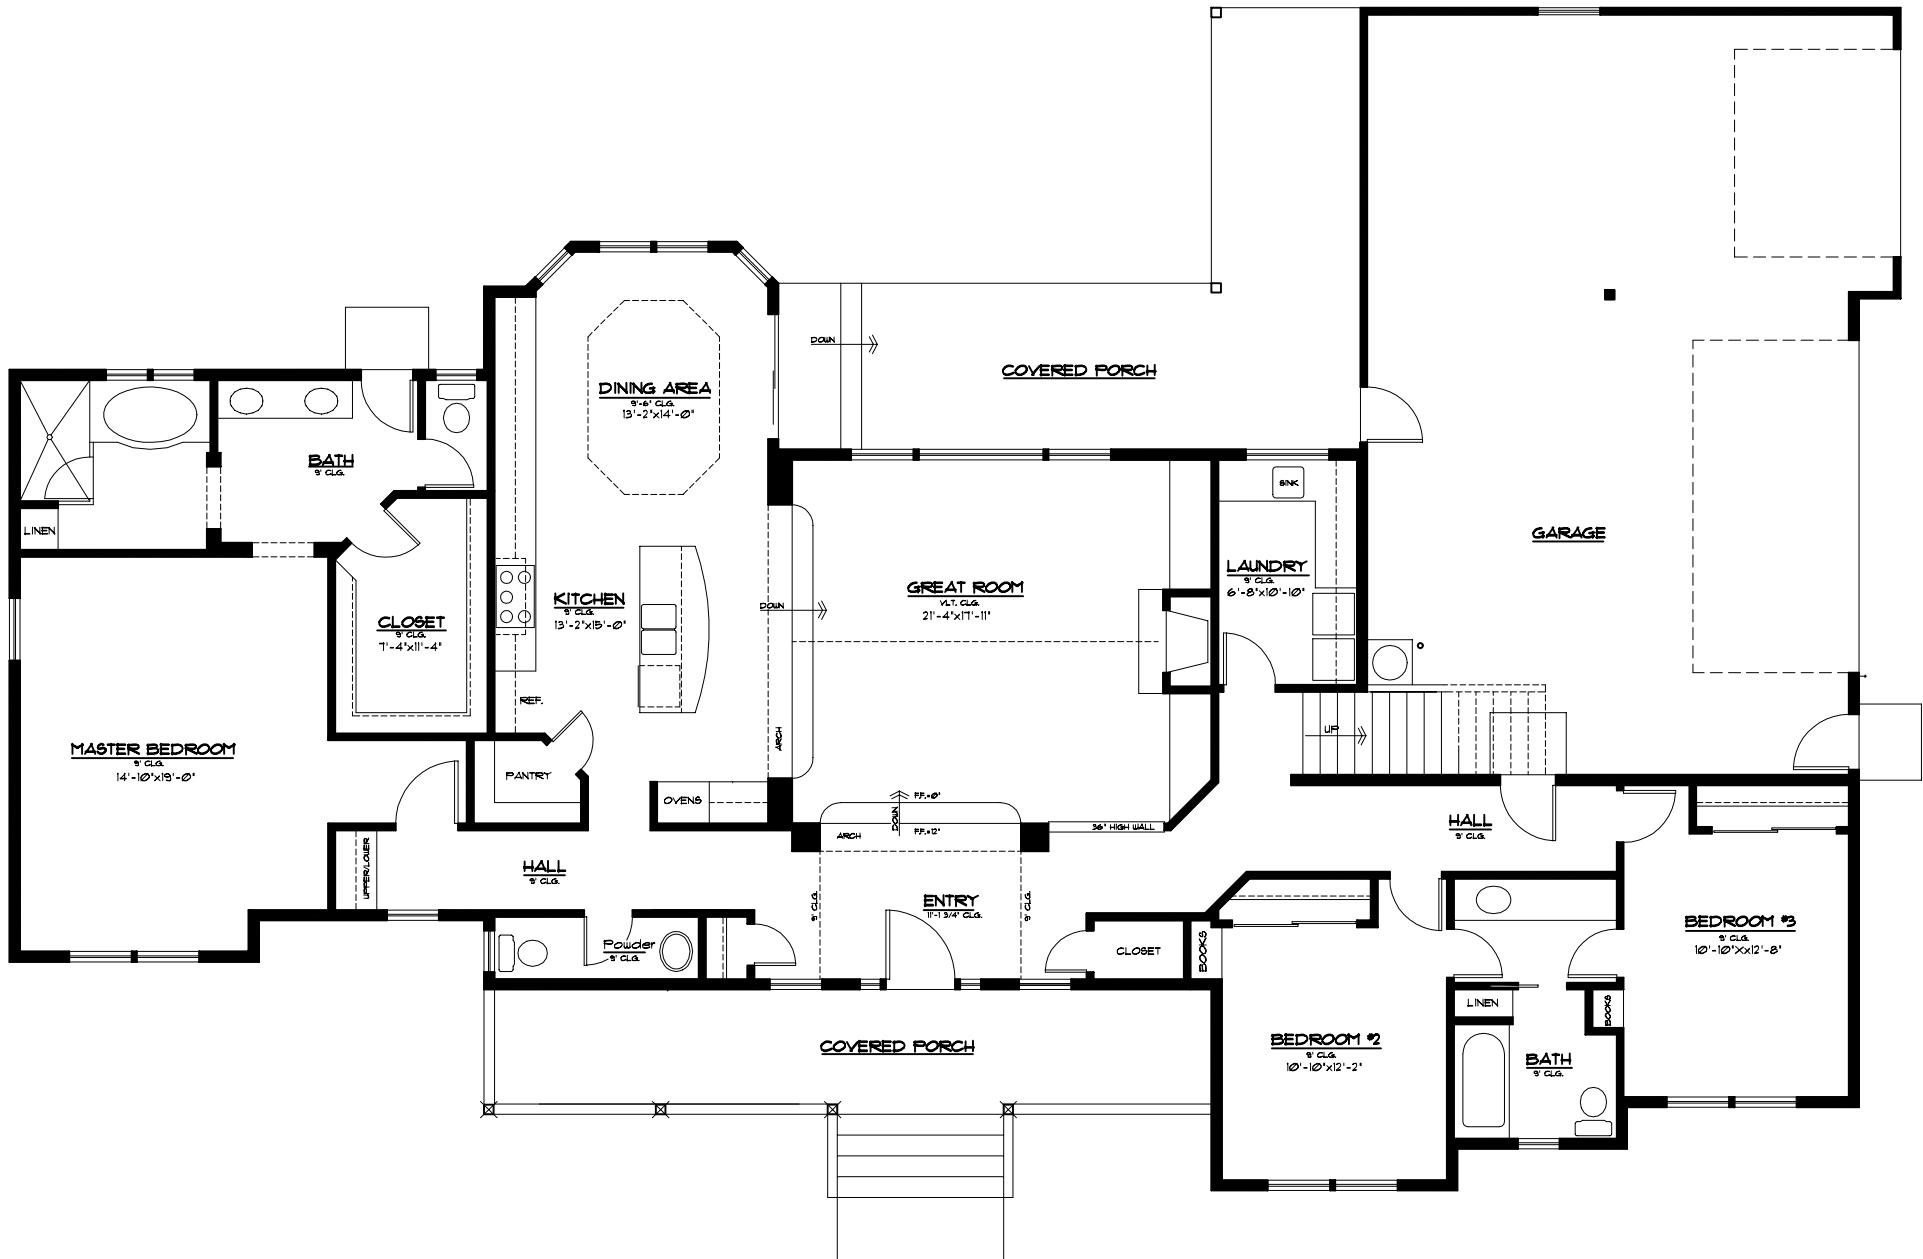 DOWN
COVERED PORCH
DINING AREA
9'-6" CLG.
13'-2"x14'-0"
BATH
9' CLG.
LINEN
SINK
GARAGE
LAUNDRY
9' CLG.
6'-8"x10'-10"
GREAT ROOM
VLT. CLG.
21'-4"x17'-11"
KITCHEN
9' CLG.
13'-2"x15'-0"
DOWN
CLOSET
9' CLG.
7'-4"x11'-4"
REF.
UP
ARCH
MASTER BEDROOM
9' CLG.
14'-10"x19'-0"
PANTRY
OVENS
F.F.=0"
DOWN
F.F.=12"
ARCH
36" HIGH WALL
HALL
9' CLG.
UPPER/LOWER
HALL
9' CLG.
ENTRY
11'-1 3/4" CLG.
9' CLG.
9' CLG.
Powder
9' CLG.
CLOSET
BOOKS
BEDROOM #3
9' CLG.
10'-10"Xx12'-8"
LINEN
BOOKS
COVERED PORCH
BEDROOM #2
9' CLG.
10'-10"x12'-2"
BATH
9' CLG.